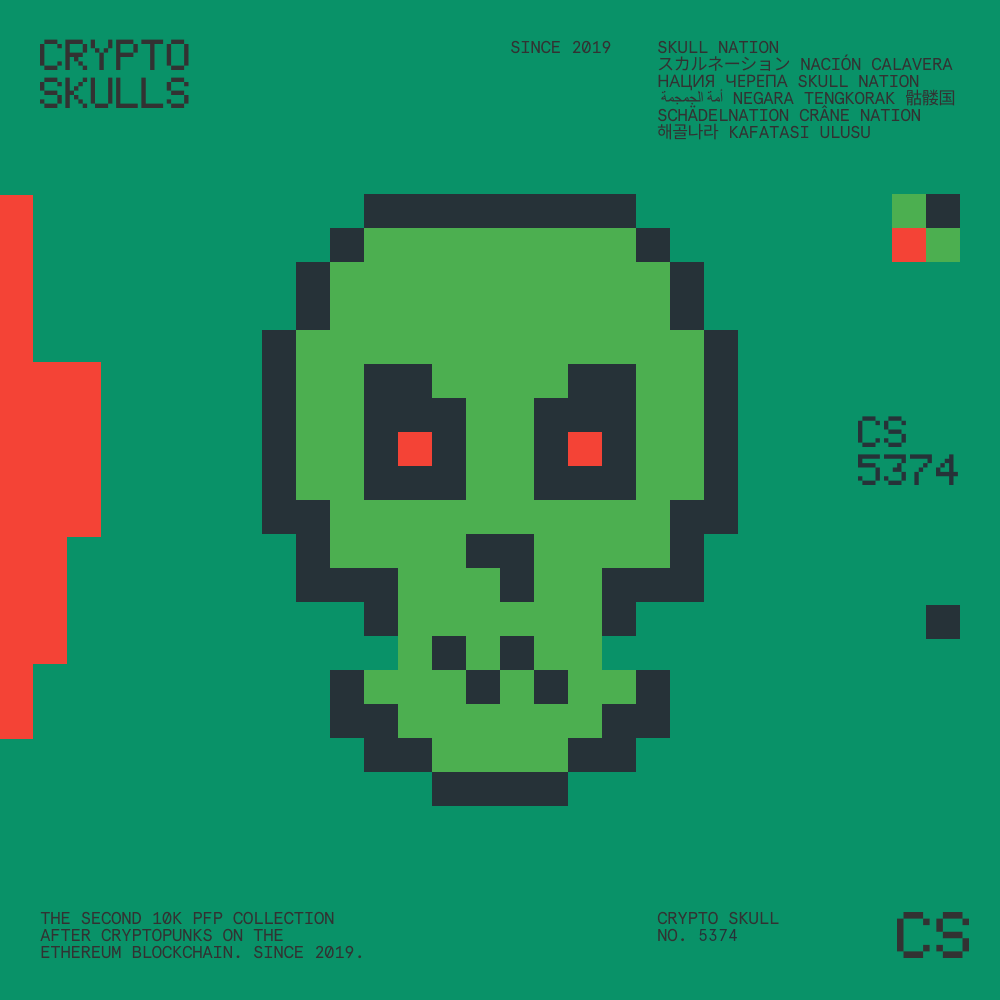 CRYPTO
SKULLS
SINCE 2019
SKULL NATION
スカルネーション NACIÓN CALAVERA
НАЦИЯ ЧЕРЕПА SKULL NATION
أمة الجمجمة NEGARA TENGKORAK 骷髅国
SCHÄDELNATION CRÂNE NATION
해골나라 KAFATASI ULUSU
CS
5374
THE SECOND 10K PFP COLLECTION
AFTER CRYPTOPUNKS ON THE
ETHEREUM BLOCKCHAIN. SINCE 2019.
CRYPTO SKULL
NO. 5374
CS